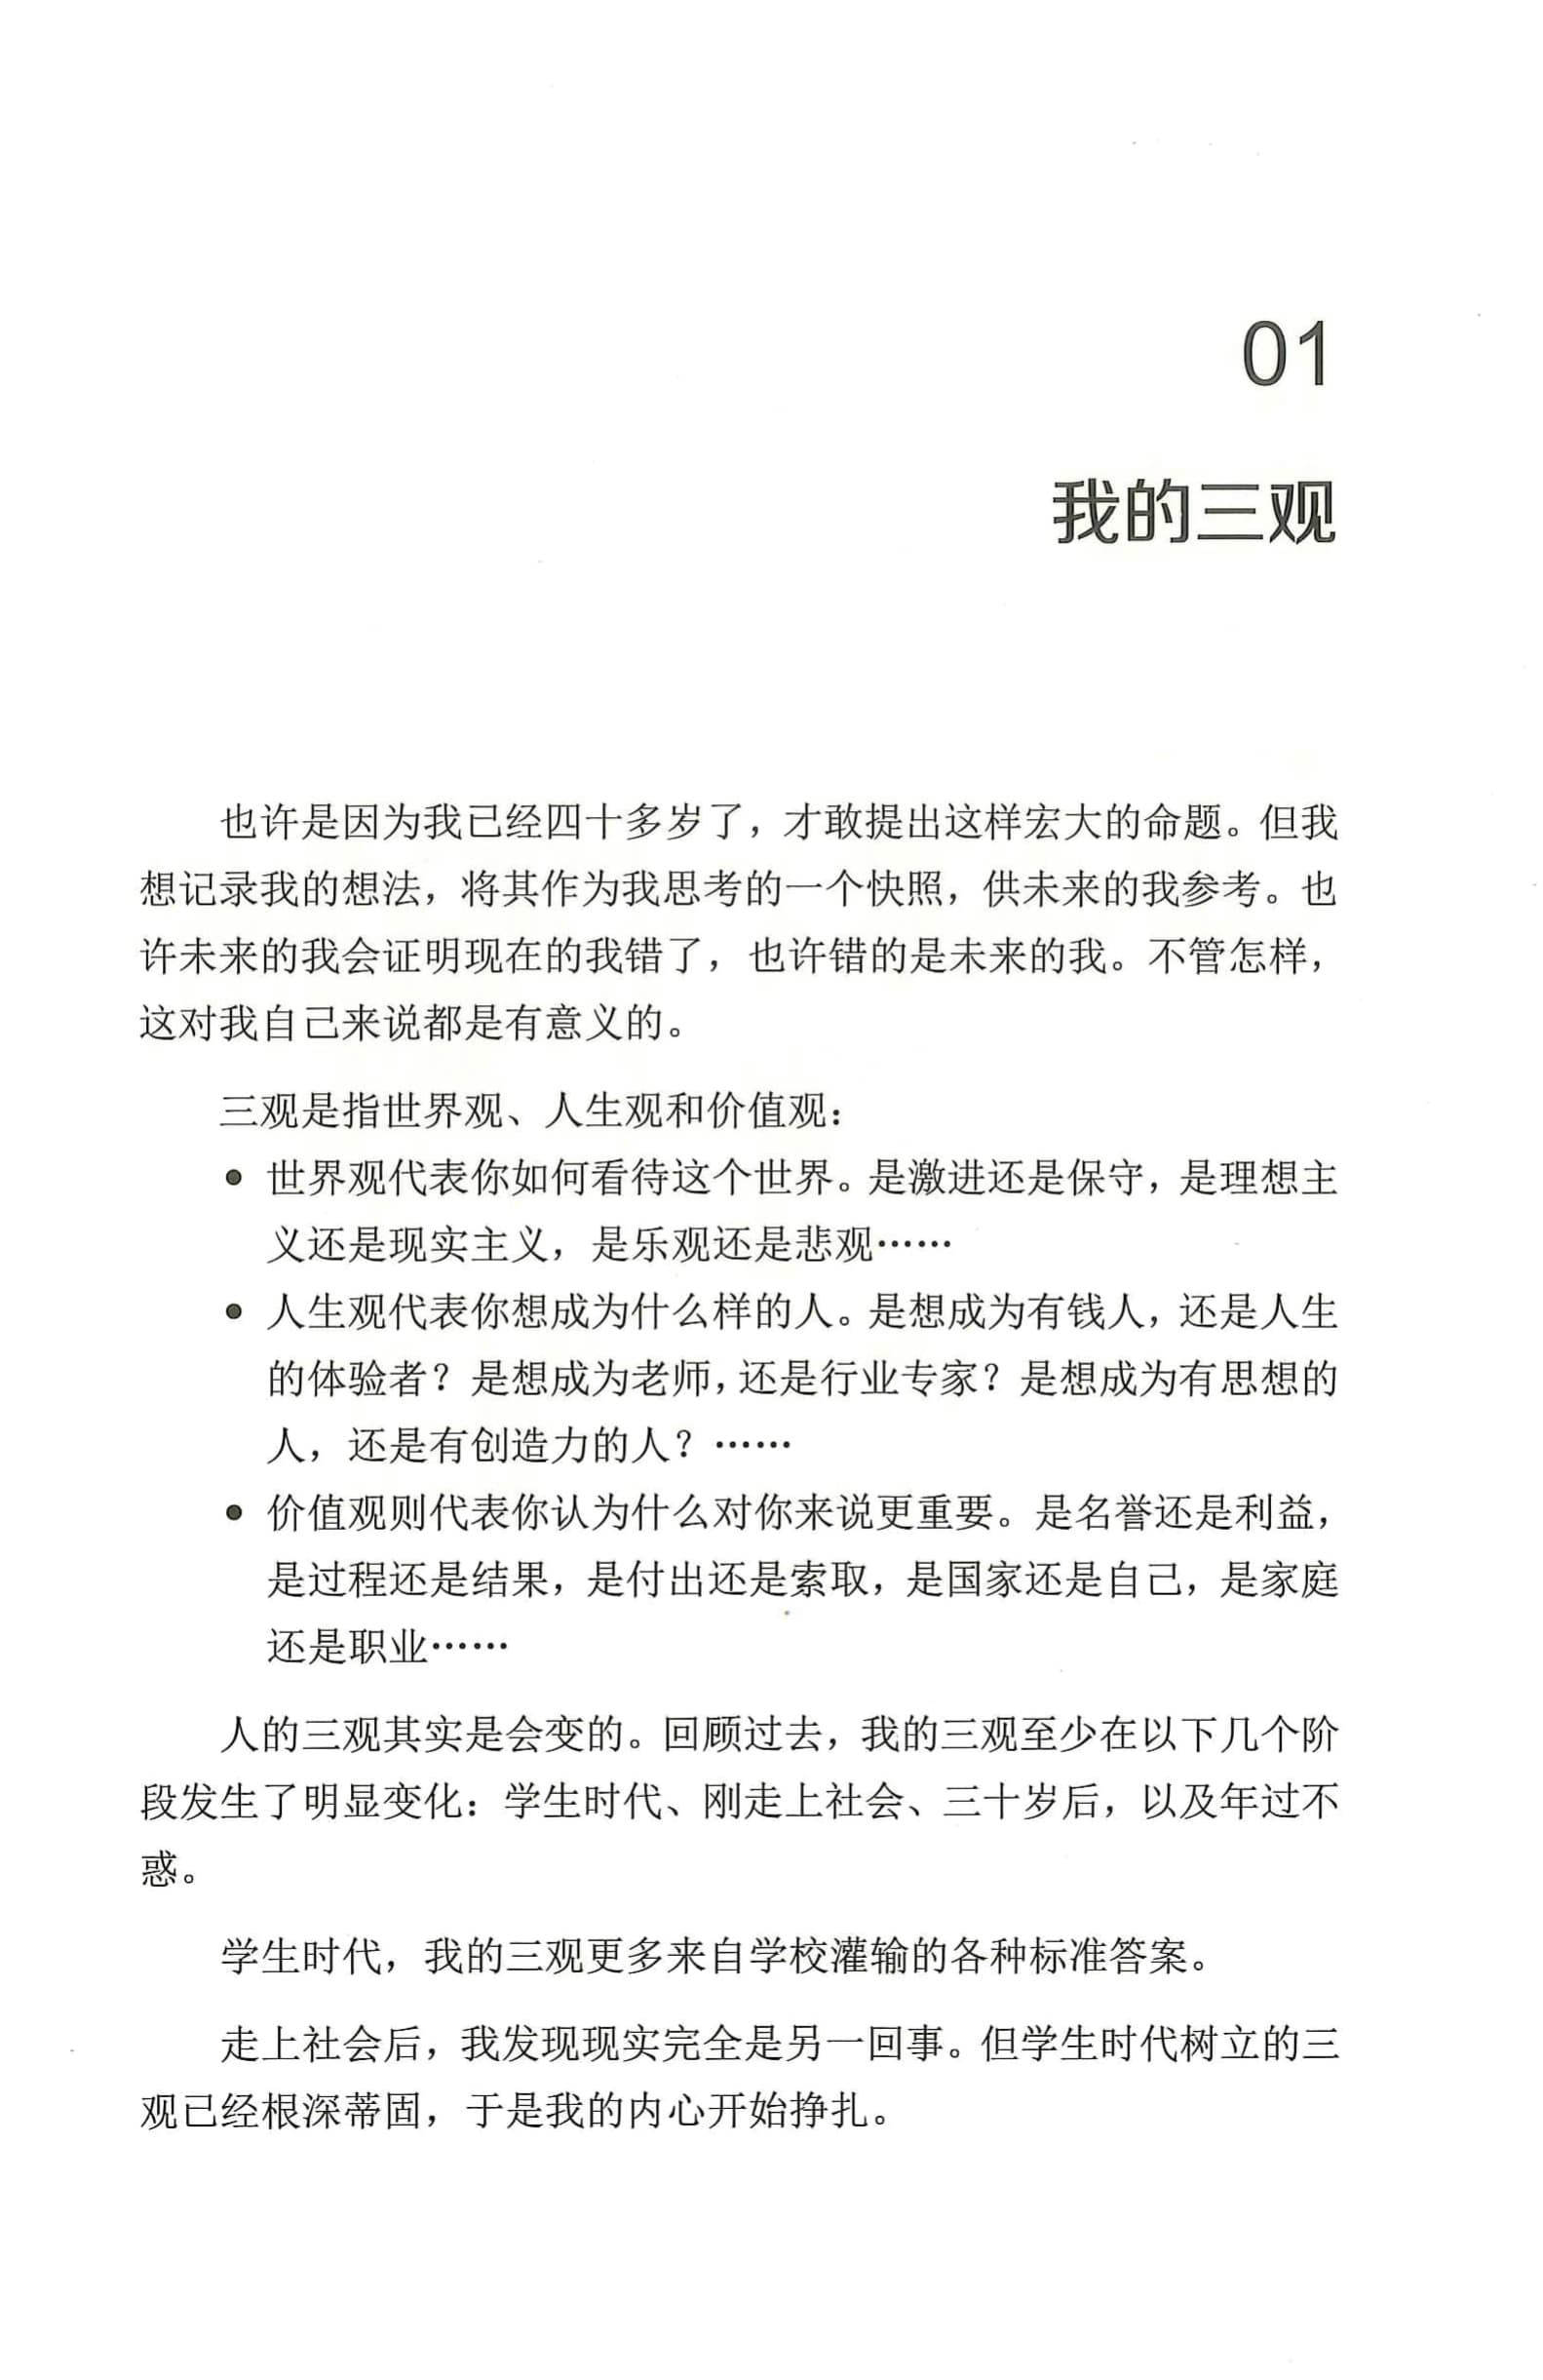 01
我的三观
也许是因为我已经四十多岁了，才敢提出这样宏大的命题。但我
想记录我的想法，将其作为我思考的一个快照，供未来的我参考。也
许未来的我会证明现在的我错了，也许错的是未来的我。不管怎样，
这对我自己来说都是有意义的。
三观是指世界观、人生观和价值观：
● 世界观代表你如何看待这个世界。是激进还是保守，是理想主
义还是现实主义，是乐观还是悲观……
● 人生观代表你想成为什么样的人。是想成为有钱人，还是人生
的体验者？是想成为老师，还是行业专家？是想成为有思想的
人，还是有创造力的人？……
● 价值观则代表你认为什么对你来说更重要。是名誉还是利益，
是过程还是结果，是付出还是索取，是国家还是自己，是家庭
还是职业……
人的三观其实是会变的。回顾过去，我的三观至少在以下几个阶
段发生了明显变化：学生时代、刚走上社会、三十岁后，以及年过不
惑。
学生时代，我的三观更多来自学校灌输的各种标准答案。
走上社会后，我发现现实完全是另一回事。但学生时代树立的三
观已经根深蒂固，于是我的内心开始挣扎。